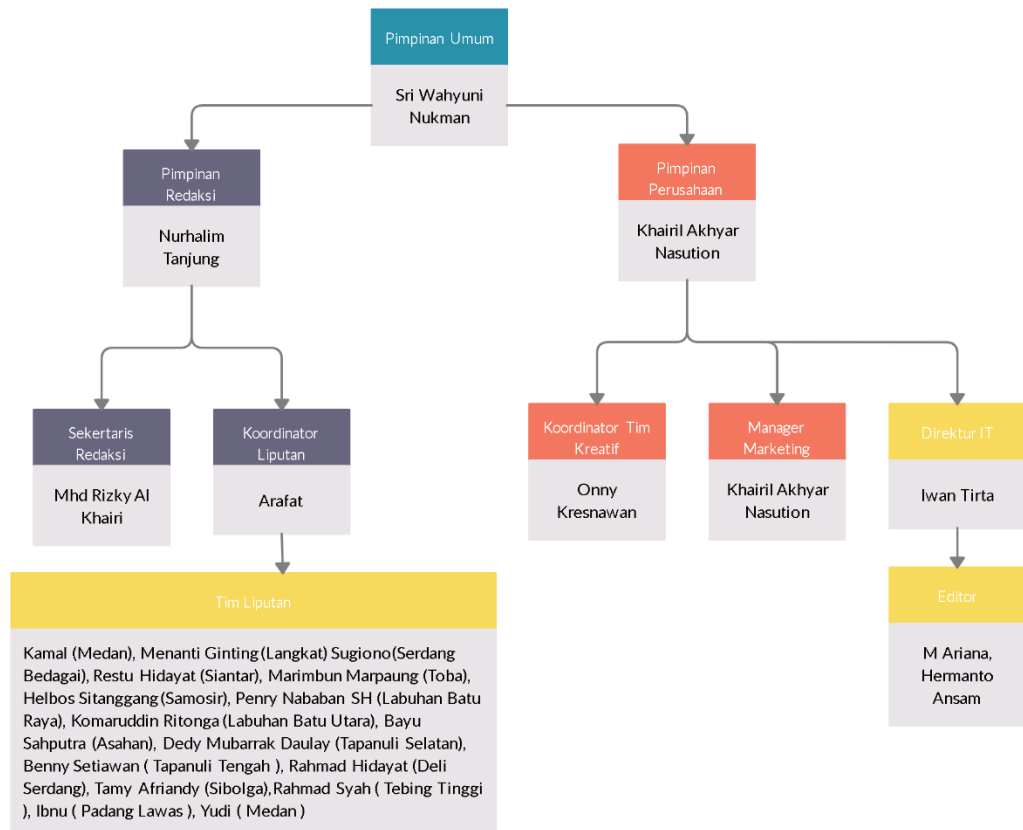 Pimpinan Umum
Sri Wahyuni
Nukman
Pimpinan
Redaksi
Nurhalim
Tanjung
Pimpinan
Perusahaan
Khairil Akhyar
Nasution
Sekertaris
Redaksi
Mhd Rizky Al
Khairi
Koordinator
Liputan
Arafat
Koordinator Tim
Kreatif
Onny
Kresnawan
Manager
Marketing
Khairil Akhyar
Nasution
Direktur IT
Iwan Tirta
Tim Liputan
Kamal (Medan), Menanti Ginting (Langkat) Sugiono(Serdang
Bedagai), Restu Hidayat (Siantar), Marimbun Marpaung (Toba),
Helbos Sitanggang (Samosir), Penry Nababan SH (Labuhan Batu
Raya), Komaruddin Ritonga (Labuhan Batu Utara), Bayu
Sahputra (Asahan), Dedy Mubarrak Daulay (Tapanuli Selatan),
Benny Setiawan ( Tapanuli Tengah ), Rahmad Hidayat (Deli
Serdang), Tamy Afriandy (Sibolga),Rahmad Syah ( Tebing Tinggi
), Ibnu ( Padang Lawas ), Yudi ( Medan )
Editor
M Ariana,
Hermanto
Ansam